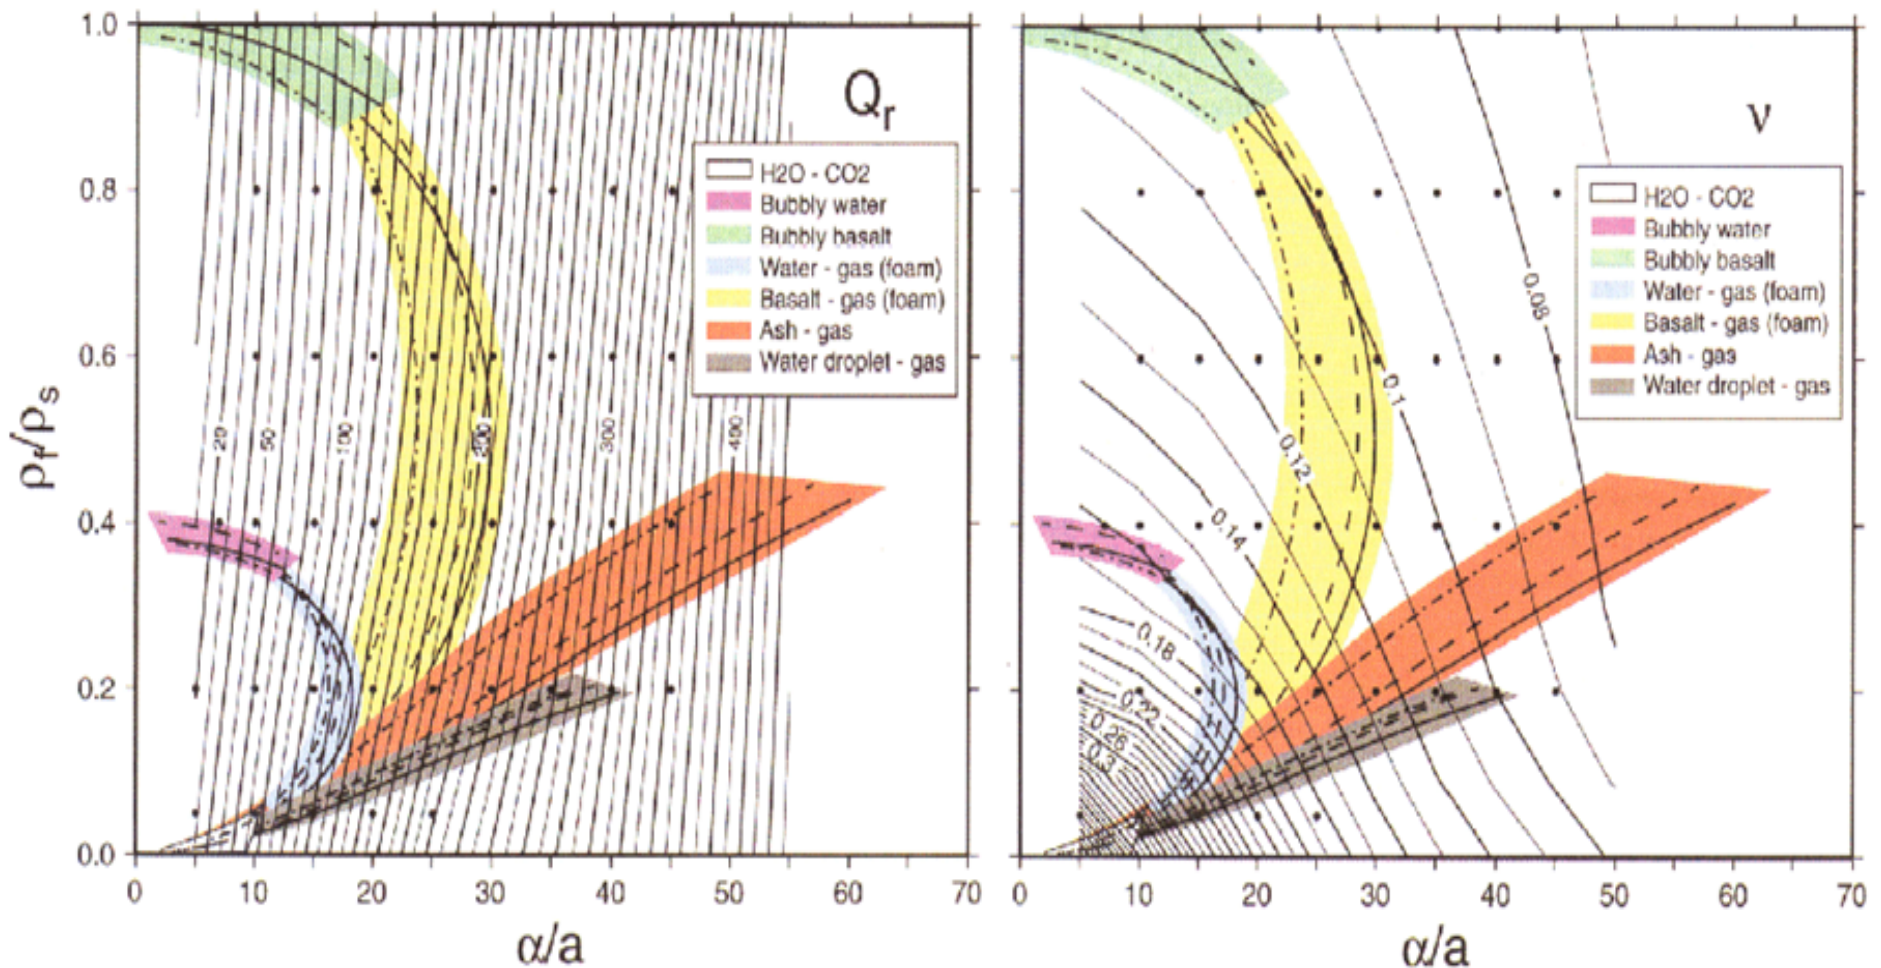 1.0
0.8
0.6
0.4
0.2
0.0
ρf/ρs
0
10
20
30
40
50
60
70
α/a
Qr
H2O - CO2
Bubbly water
Bubbly basalt
Water - gas (foam)
Basalt - gas (foam)
Ash - gas
Water droplet - gas
20
50
100
200
300
400
ν
H2O - CO2
Bubbly water
Bubbly basalt
Water - gas (foam)
Basalt - gas (foam)
Ash - gas
Water droplet - gas
0.08
0.1
0.12
0.14
0.18
0.22
0.26
0.3
0
10
20
30
40
50
60
70
α/a